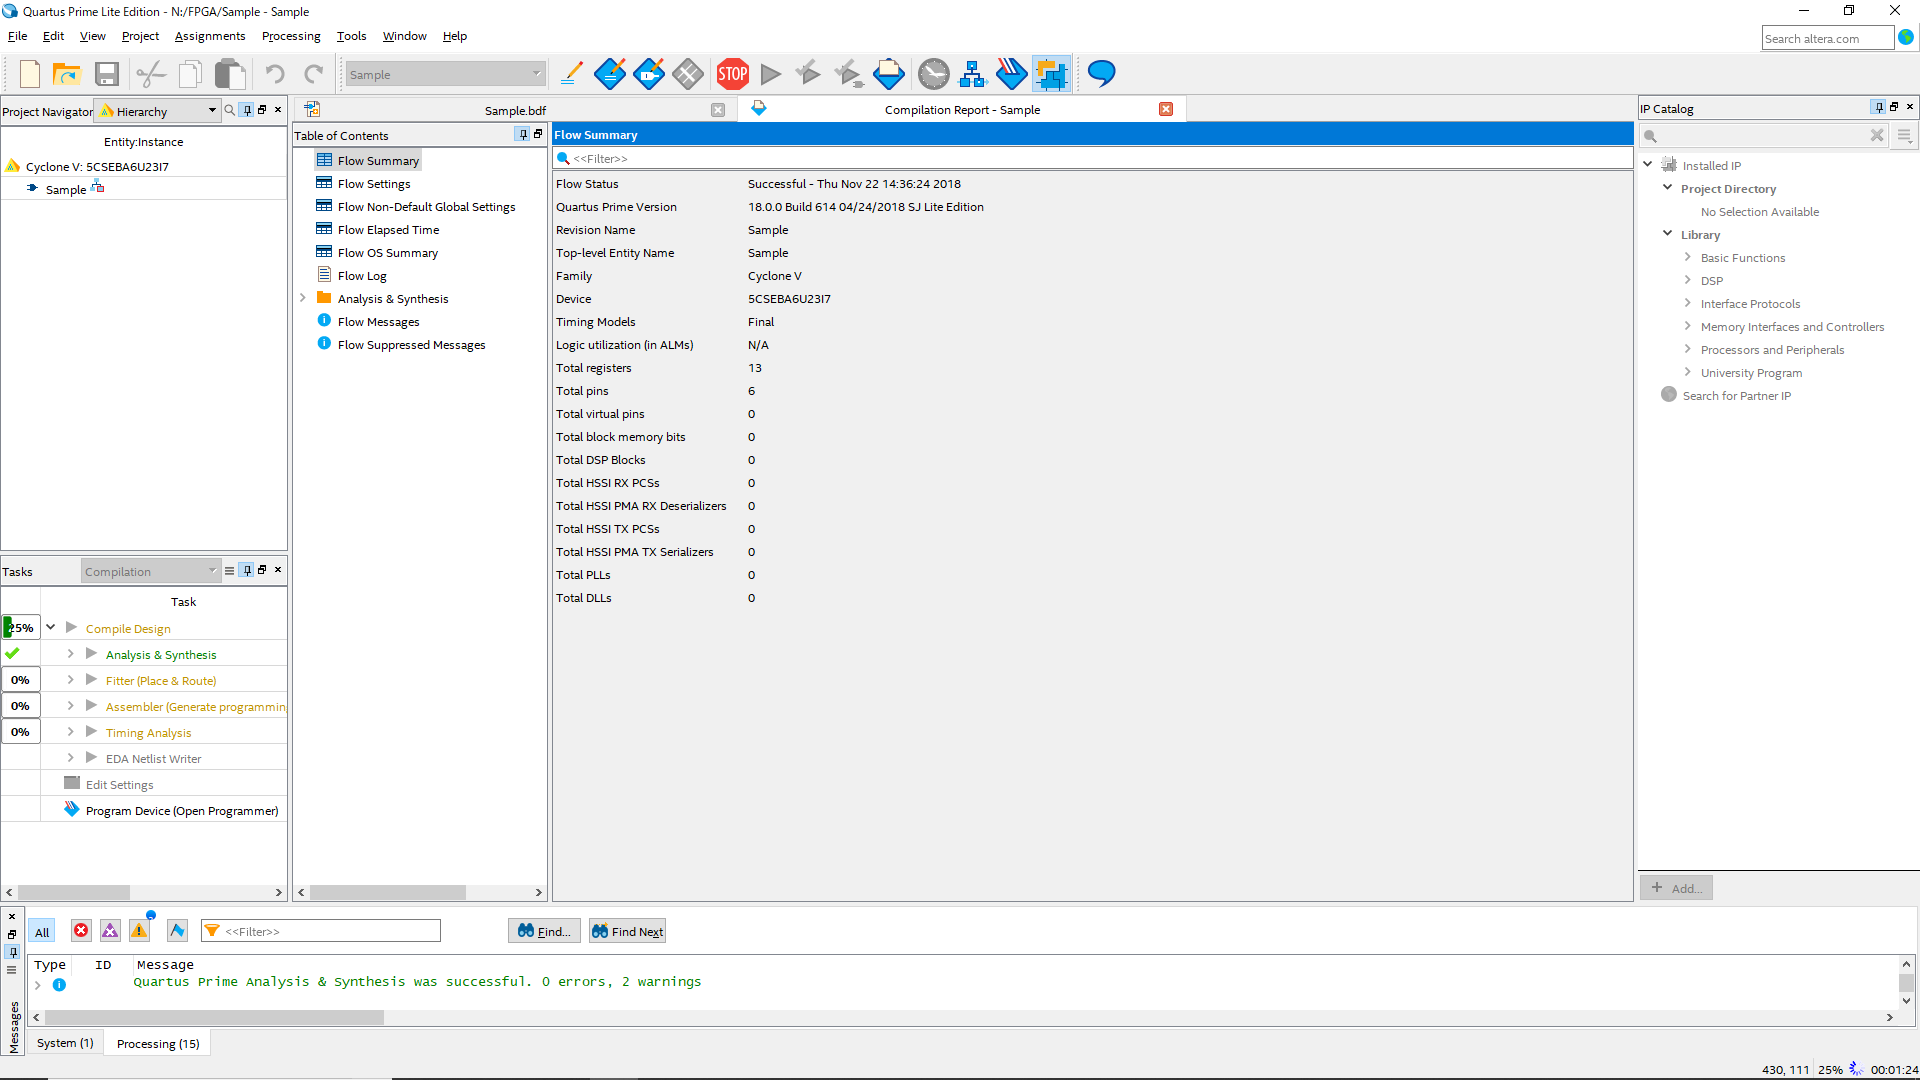 Quartus Prime Lite Edition - N:/FPGA/Sample - Sample
File Edit View Project Assignments Processing Tools Window Help
Search altera.com
Sample
STOP
Project Navigator Hierarchy
Entity:Instance
Cyclone V: 5CSEBA6U23I7
Sample
Sample.bdf
Compilation Report - Sample
Table of Contents
Flow Summary
Flow Settings
Flow Non-Default Global Settings
Flow Elapsed Time
Flow OS Summary
Flow Log
Analysis & Synthesis
Flow Messages
Flow Suppressed Messages
Flow Summary
<<Filter>>
Flow Status Successful - Thu Nov 22 14:36:24 2018
Quartus Prime Version 18.0.0 Build 614 04/24/2018 SJ Lite Edition
Revision Name Sample
Top-level Entity Name Sample
Family Cyclone V
Device 5CSEBA6U23I7
Timing Models Final
Logic utilization (in ALMs) N/A
Total registers 13
Total pins 6
Total virtual pins 0
Total block memory bits 0
Total DSP Blocks 0
Total HSSI RX PCSs 0
Total HSSI PMA RX Deserializers 0
Total HSSI TX PCSs 0
Total HSSI PMA TX Serializers 0
Total PLLs 0
Total DLLs 0
IP Catalog
Installed IP
Project Directory
No Selection Available
Library
Basic Functions
DSP
Interface Protocols
Memory Interfaces and Controllers
Processors and Peripherals
University Program
Search for Partner IP
+ Add...
Tasks Compilation
Task
25% Compile Design
Analysis & Synthesis
0% Fitter (Place & Route)
0% Assembler (Generate programmin
0% Timing Analysis
EDA Netlist Writer
Edit Settings
Program Device (Open Programmer)
All <<Filter>> Find... Find Next
Type ID Message
Quartus Prime Analysis & Synthesis was successful. 0 errors, 2 warnings
Messages
System (1) Processing (15)
430, 111 25% 00:01:24